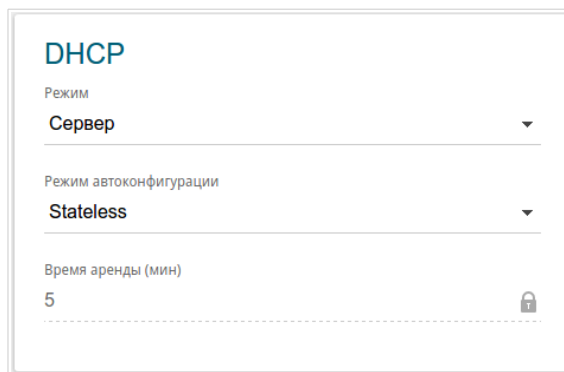 DHCP
Режим
Сервер
Режим автоконфигурации
Stateless
Время аренды (мин)
5